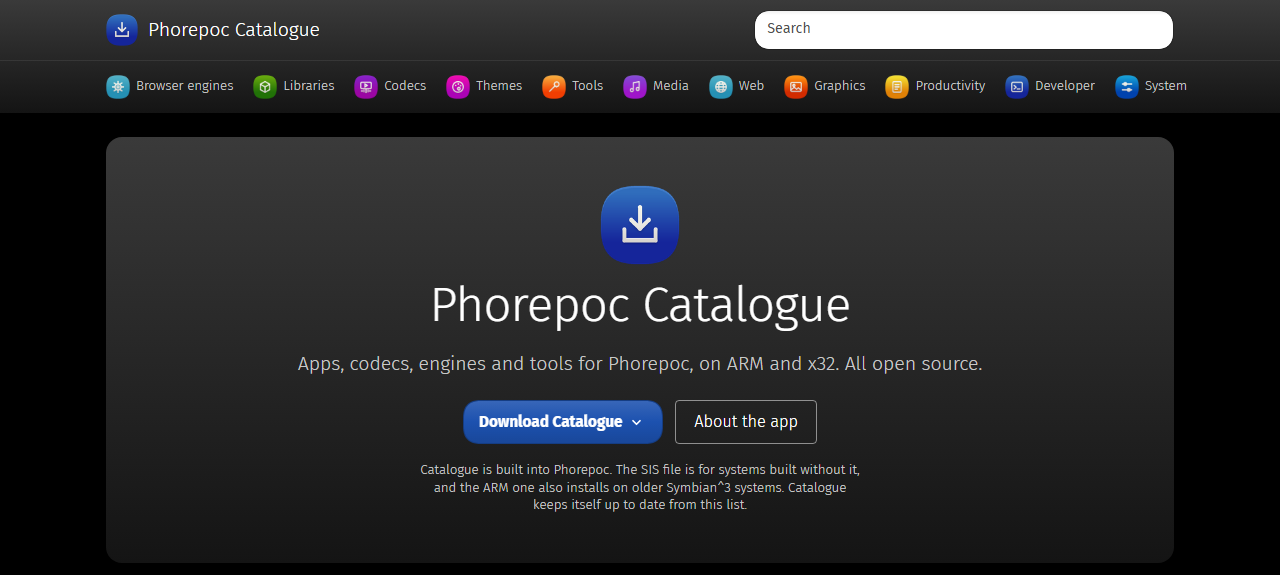 Phorepoc Catalogue
Search
Browser engines
Libraries
Codecs
Themes
Tools
Media
Web
Graphics
Productivity
Developer
System
Phorepoc Catalogue
Apps, codecs, engines and tools for Phorepoc, on ARM and x32. All open source.
Download Catalogue
About the app
Catalogue is built into Phorepoc. The SIS file is for systems built without it,
and the ARM one also installs on older Symbian^3 systems. Catalogue
keeps itself up to date from this list.